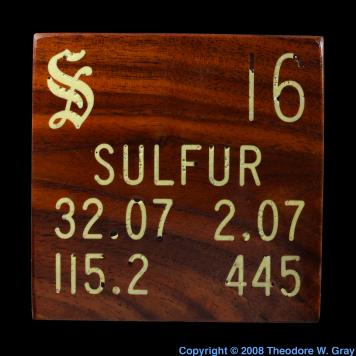 S 16
SULFUR
32.07 2.07
115.2 445
Copyright © 2008 Theodore W. Gray